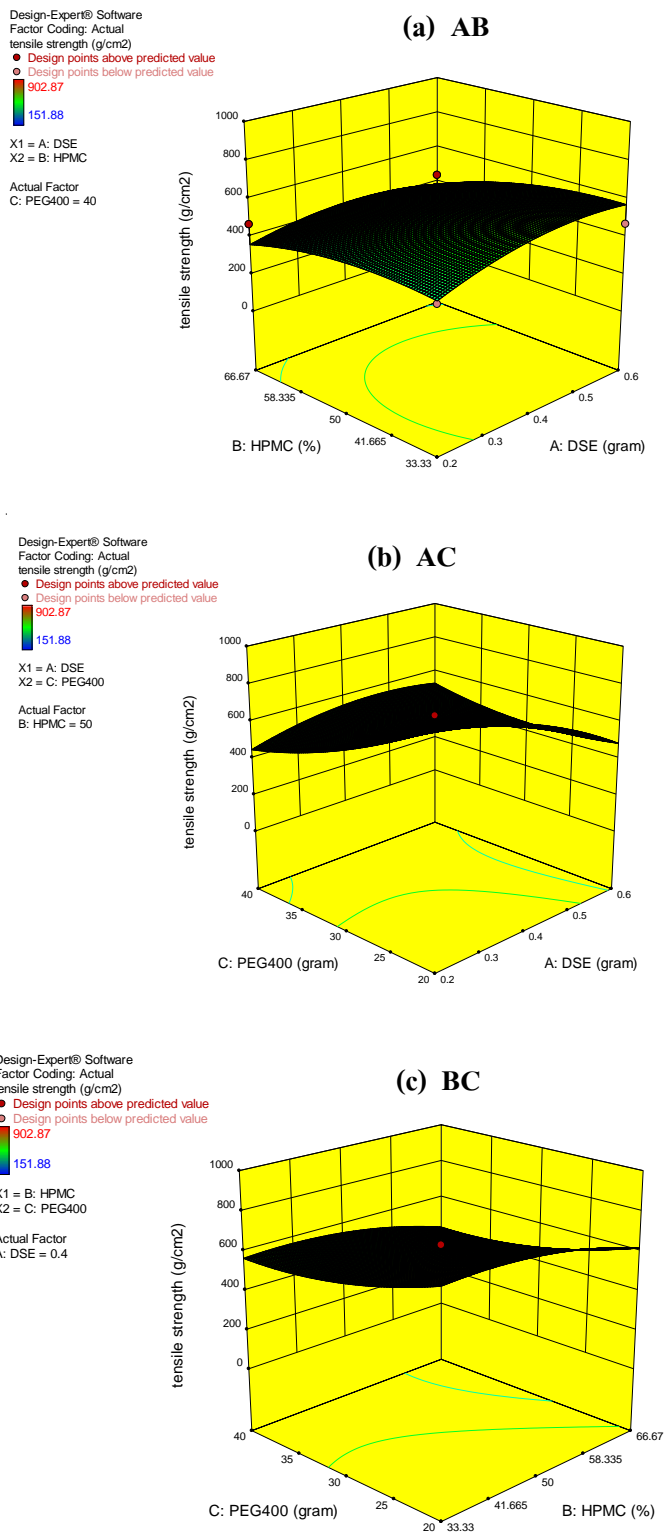 (a) AB
Design-Expert® Software
Factor Coding: Actual
tensile strength (g/cm2)
Design points above predicted value
Design points below predicted value
902.87
151.88
X1 = A: DSE
X2 = B: HPMC
Actual Factor
C: PEG400 = 40
tensile strength (g/cm2)
1000
800
600
400
200
0
66.67
58.335
50
41.665
33.33
B: HPMC (%)
0.2
0.3
0.4
0.5
0.6
A: DSE (gram)
.
(b) AC
Design-Expert® Software
Factor Coding: Actual
tensile strength (g/cm2)
Design points above predicted value
Design points below predicted value
902.87
151.88
X1 = A: DSE
X2 = C: PEG400
Actual Factor
B: HPMC = 50
tensile strength (g/cm2)
1000
800
600
400
200
0
40
35
30
25
20
C: PEG400 (gram)
0.2
0.3
0.4
0.5
0.6
A: DSE (gram)
(c) BC
Design-Expert® Software
Factor Coding: Actual
tensile strength (g/cm2)
Design points above predicted value
Design points below predicted value
902.87
151.88
X1 = B: HPMC
X2 = C: PEG400
Actual Factor
A: DSE = 0.4
tensile strength (g/cm2)
1000
800
600
400
200
0
40
35
30
25
20
C: PEG400 (gram)
33.33
41.665
50
58.335
66.67
B: HPMC (%)